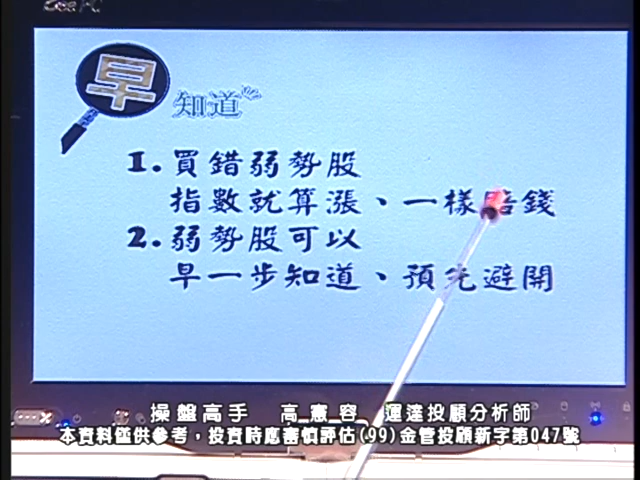 Eee PC
早知道
1.買錯弱勢股
指數就算漲、一樣賠錢
2.弱勢股可以
早一步知道、預先避開
操盤高手 高憲容 運達投顧分析師
本資料僅供參考，投資時應審慎評估(99)金管投顧新字第047號